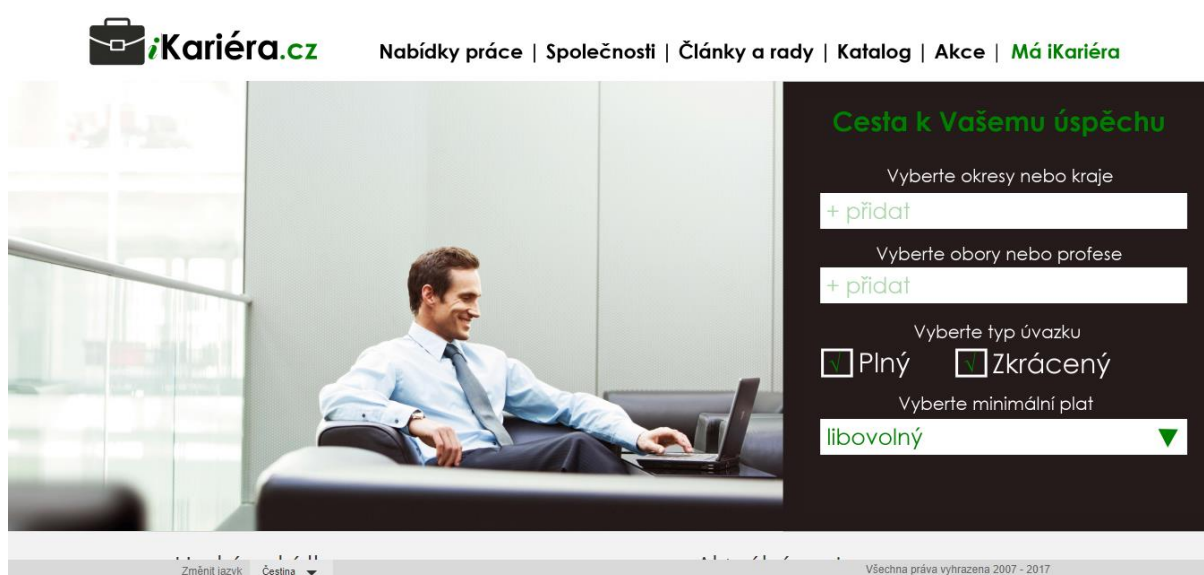 iKariéra.cz
Nabídky práce | Společnosti | Články a rady | Katalog | Akce | Má iKariéra
Cesta k Vašemu úspěchu
Vyberte okresy nebo kraje
+ přidat
Vyberte obory nebo profese
+ přidat
Vyberte typ úvazku
√ Plný √ Zkrácený
Vyberte minimální plat
libovolný ▼
Změnit jazyk Čestina ▼
Všechna práva vyhrazena 2007 - 2017